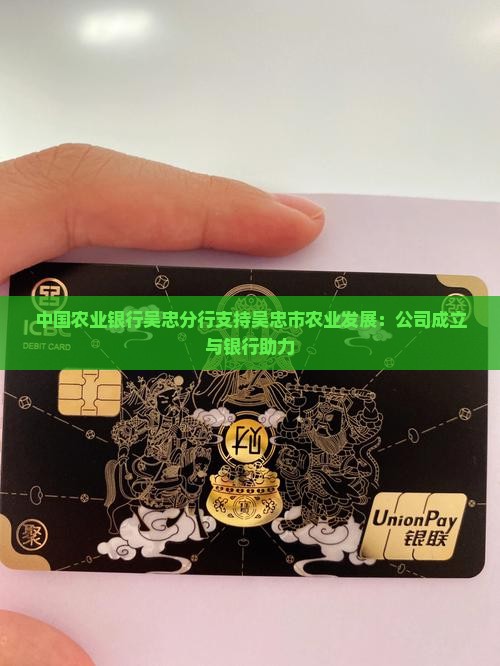 中国农业银行吴忠分行支持吴忠市农业发展：公司成立
与银行助力
ICBC
DEBIT CARD
UnionPay
银联
聚